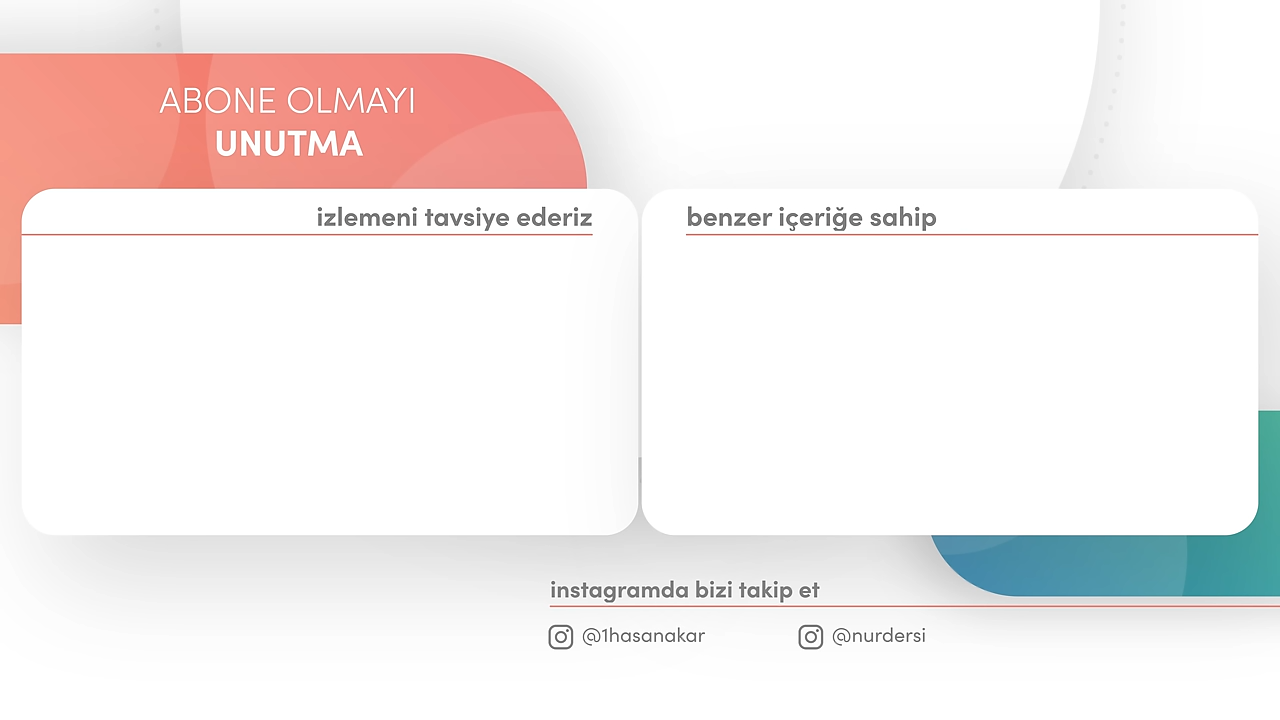 ABONE OLMAYI
UNUTMA
izlemeni tavsiye ederiz
benzer içeriğe sahip
instagramda bizi takip et
@1hasanakar
@nurdersi